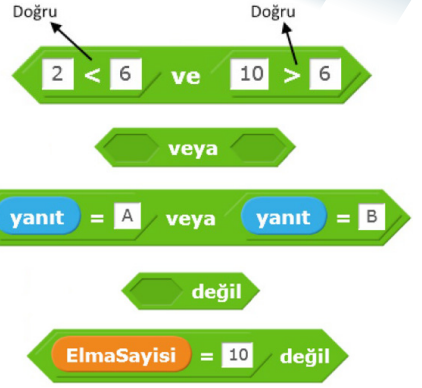 Doğru Doğru
2 < 6 ve 10 > 6
veya
yanıt = A veya yanıt = B
değil
ElmaSayisi = 10 değil